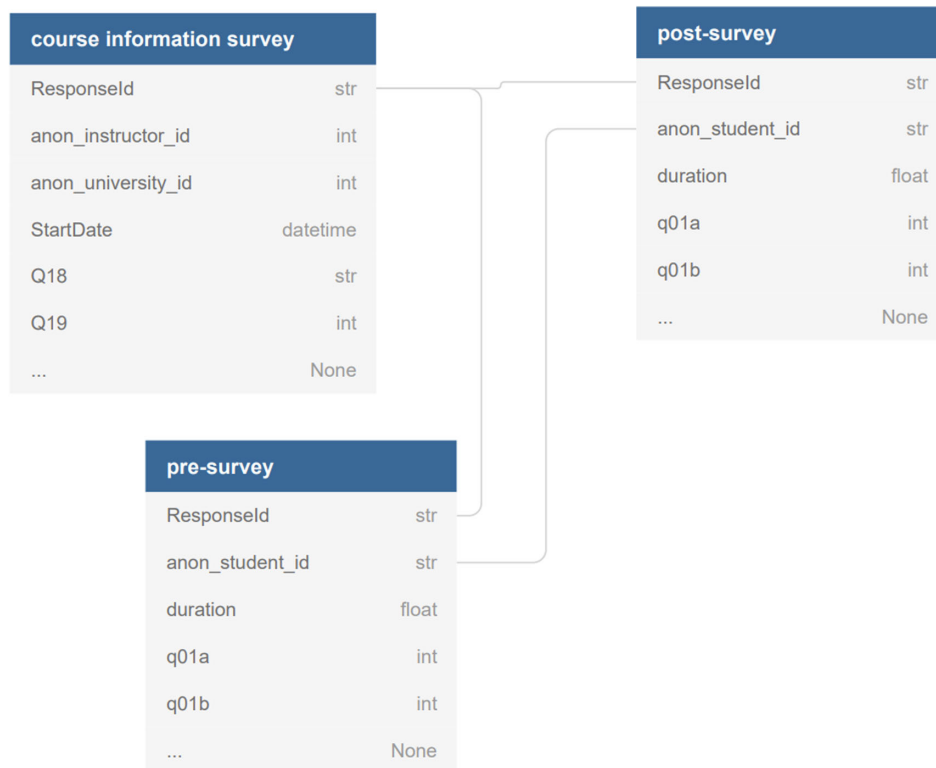 course information survey
ResponseId str
anon_instructor_id int
anon_university_id int
StartDate datetime
Q18 str
Q19 int
... None
post-survey
ResponseId str
anon_student_id str
duration float
q01a int
q01b int
... None
pre-survey
ResponseId str
anon_student_id str
duration float
q01a int
q01b int
... None